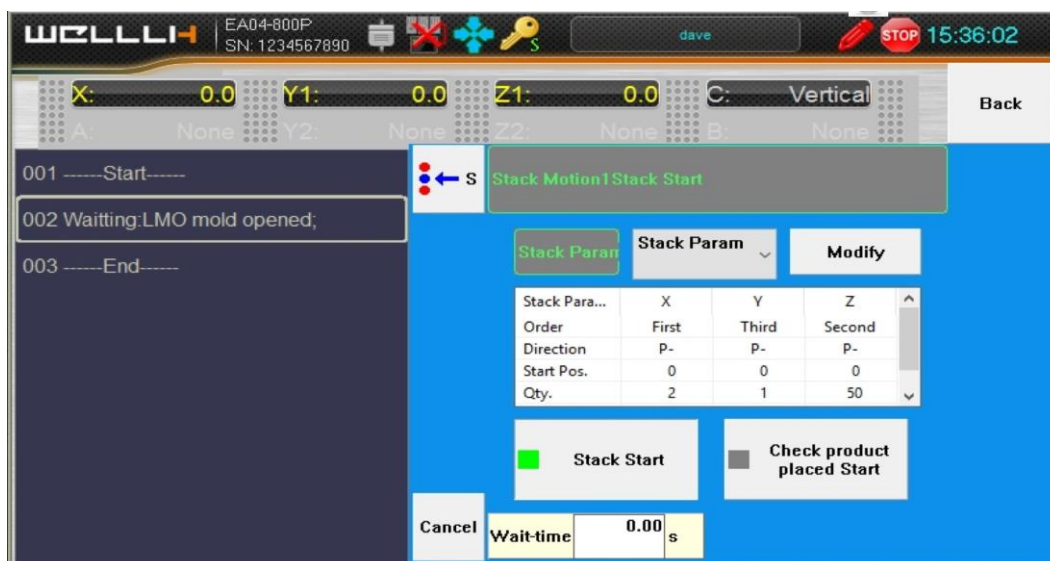 WELLLIH
EA04-800P
SN: 1234567890
S
dave
STOP
15:36:02
X: 0.0 Y1: 0.0 Z1: 0.0 C: Vertical
A: None Y2: None Z2: None B: None
Back
001 ------Start------
002 Waitting:LMO mold opened;
003 ------End------
S
Stack Motion1Stack Start
Stack Param
Stack Param
Modify
Stack Para... X Y Z
Order First Third Second
Direction P- P- P-
Start Pos. 0 0 0
Qty. 2 1 50
Stack Start
Check product
placed Start
Cancel
Wait-time 0.00 s